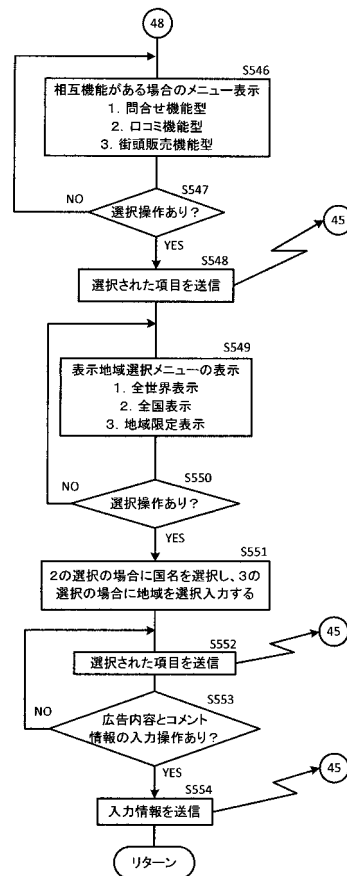 48
S546
相互機能がある場合のメニュー表示
1. 問合せ機能型
2. 口コミ機能型
3. 街頭販売機能型
S547
NO
選択操作あり？
45
YES
S548
選択された項目を送信
S549
表示地域選択メニューの表示
1. 全世界表示
2. 全国表示
3. 地域限定表示
S550
NO
選択操作あり？
YES
S551
2の選択の場合に国名を選択し、3の
選択の場合に地域を選択入力する
S552
45
選択された項目を送信
S553
NO
広告内容とコメント
情報の入力操作あり？
YES
45
S554
入力情報を送信
リターン